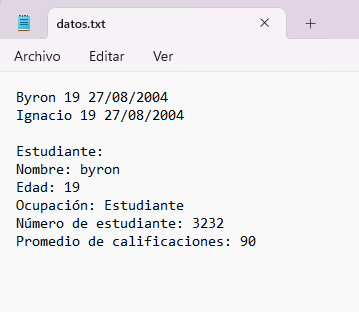 datos.txt
Archivo Editar Ver
Byron 19 27/08/2004
Ignacio 19 27/08/2004
Estudiante:
Nombre: byron
Edad: 19
Ocupación: Estudiante
Número de estudiante: 3232
Promedio de calificaciones: 90